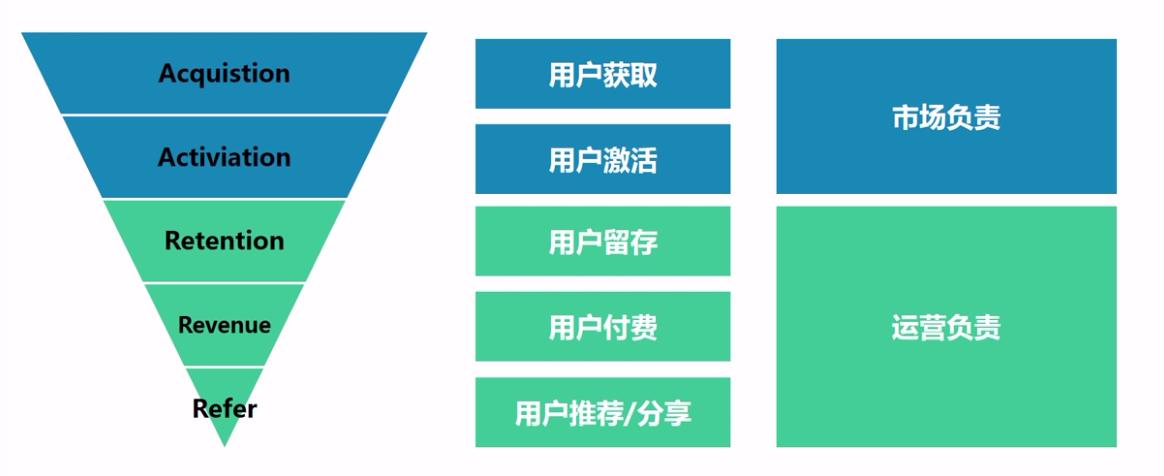 Acquistion
用户获取
市场负责
Activiation
用户激活
Retention
用户留存
Revenue
用户付费
运营负责
Refer
用户推荐/分享